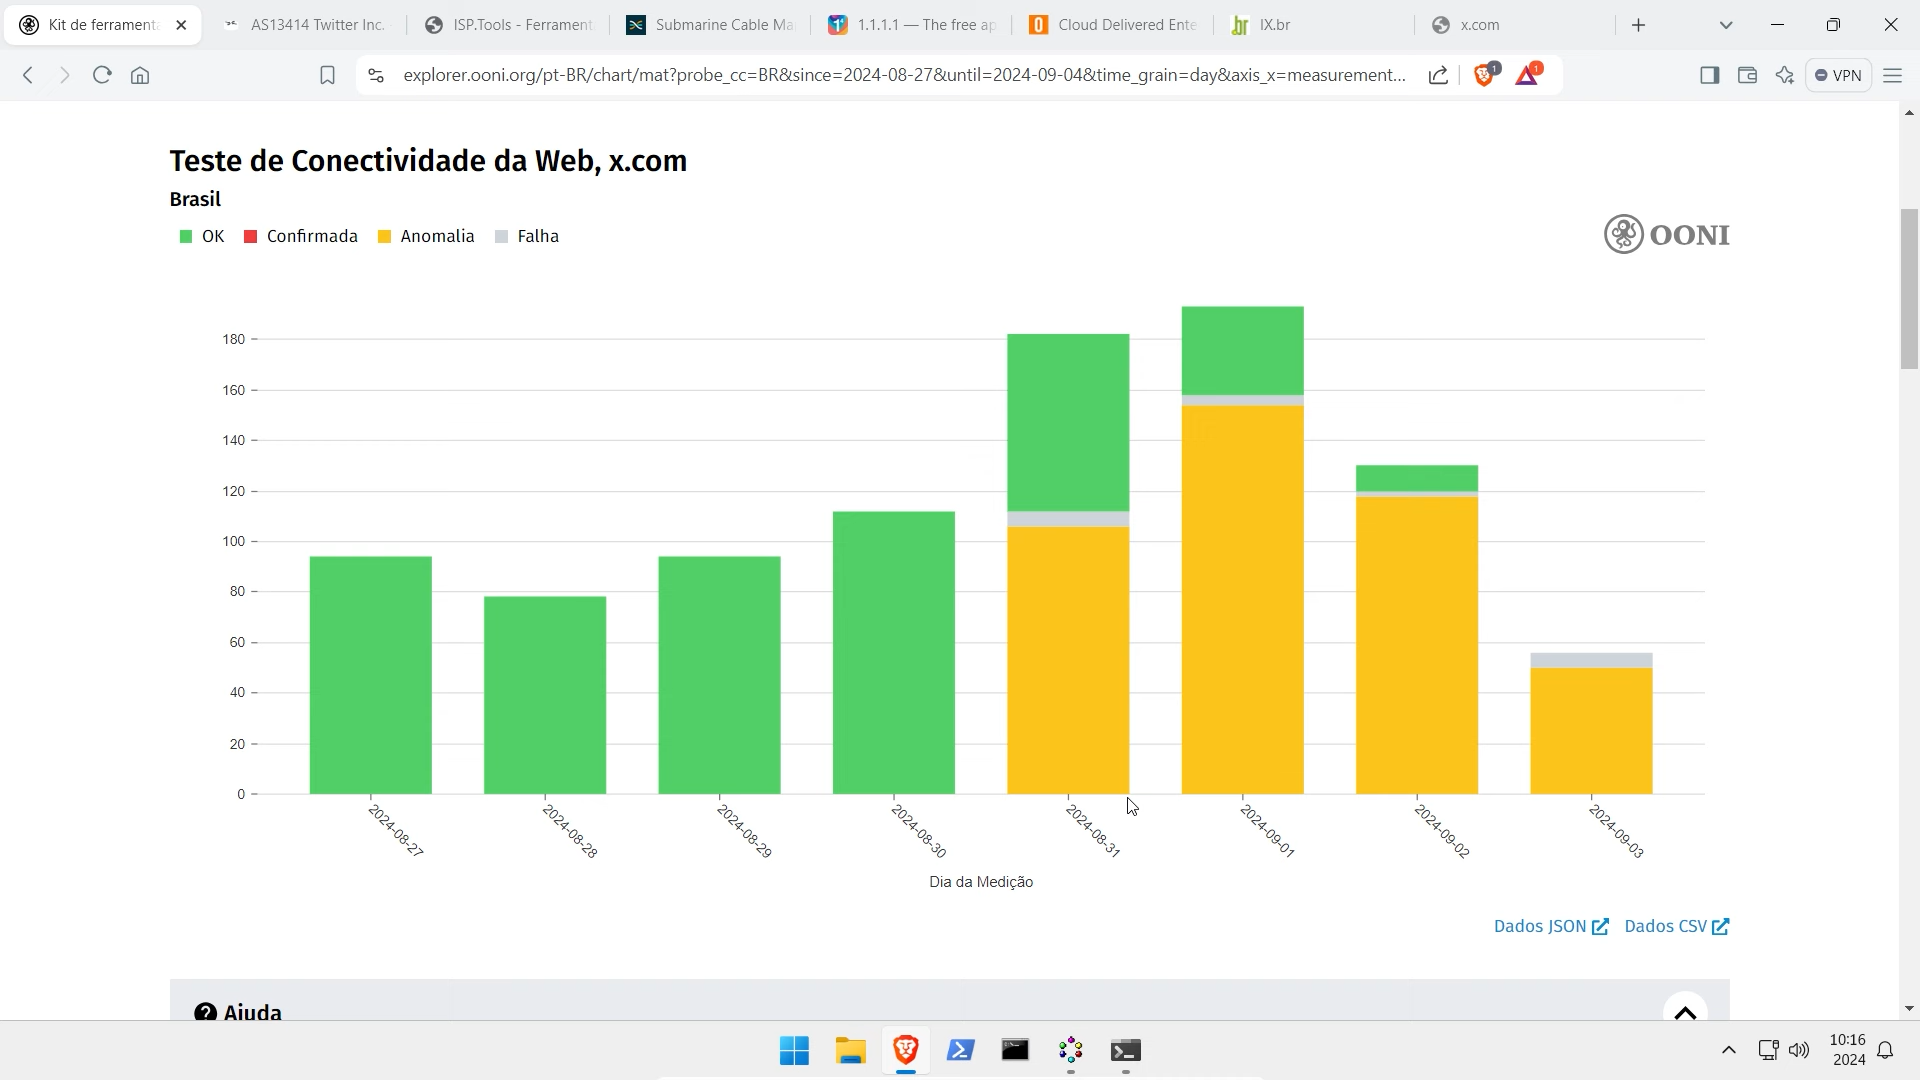 Kit de ferramenta
AS13414 Twitter Inc.
ISP.Tools - Ferrament
Submarine Cable Ma
1.1.1.1 — The free ap
Cloud Delivered Ente
IX.br
x.com
explorer.ooni.org/pt-BR/chart/mat?probe_cc=BR&since=2024-08-27&until=2024-09-04&time_grain=day&axis_x=measurement...
1
1
VPN
Teste de Conectividade da Web, x.com
Brasil
OK Confirmada Anomalia Falha
OONI
180
160
140
120
100
80
60
40
20
0
2024-08-27
2024-08-28
2024-08-29
2024-08-30
2024-08-31
2024-09-01
2024-09-02
2024-09-03
Dia da Medição
Dados JSON Dados CSV
Ajuda
10:16
2024